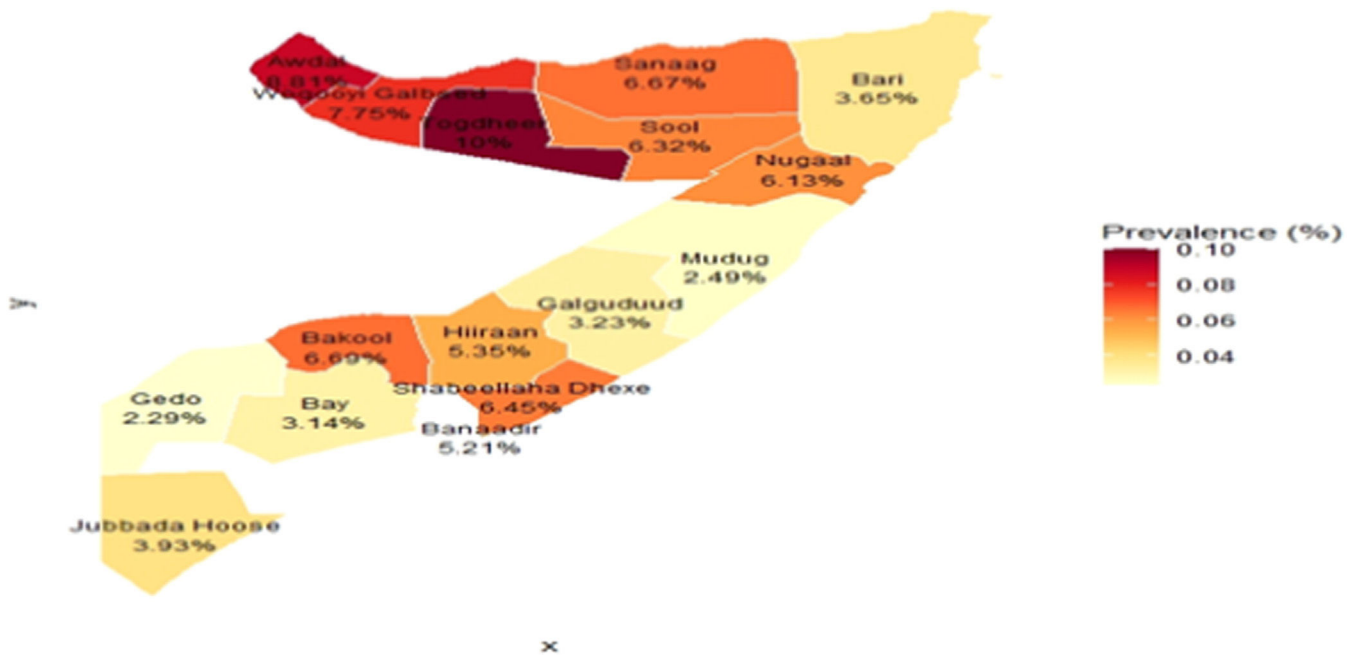 Awdal
8.81%
Woqooyi Galbeed
7.75%
Togdheer
10%
Sanaag
6.67%
Sool
6.32%
Bari
3.65%
Nugaal
6.13%
Mudug
2.49%
Galguduud
3.23%
Hiiraan
5.35%
Bakool
6.69%
Shabeellaha Dhexe
6.45%
Banaadir
5.21%
Gedo
2.29%
Bay
3.14%
Jubbada Hoose
3.93%
y
x
Prevalence (%)
0.10
0.08
0.06
0.04